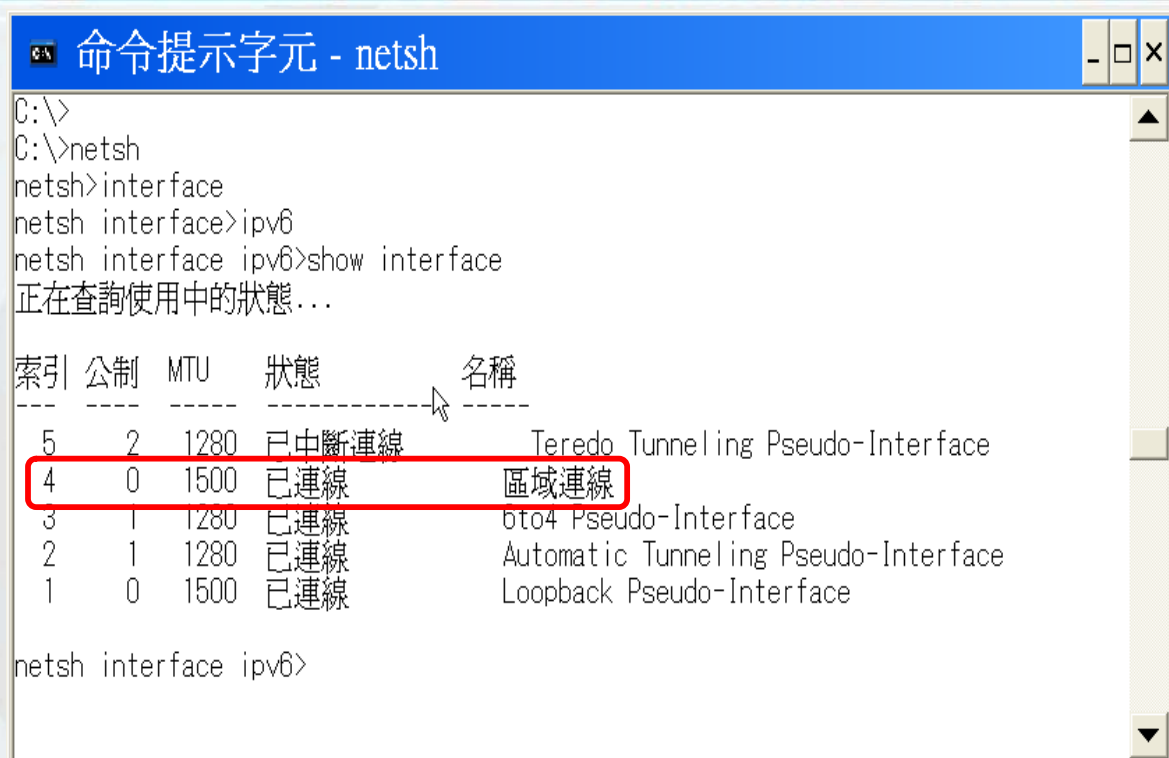 命令提示字元 - netsh
C:\>
C:\>netsh
netsh>interface
netsh interface>ipv6
netsh interface ipv6>show interface
正在查詢使用中的狀態...
索引 公制 MTU 狀態 名稱
--- ---- ----- ------------- -----
5 2 1280 已中斷連線 Teredo Tunneling Pseudo-Interface
4 0 1500 已連線 區域連線
3 1 1280 已連線 6to4 Pseudo-Interface
2 1 1280 已連線 Automatic Tunneling Pseudo-Interface
1 0 1500 已連線 Loopback Pseudo-Interface
netsh interface ipv6>